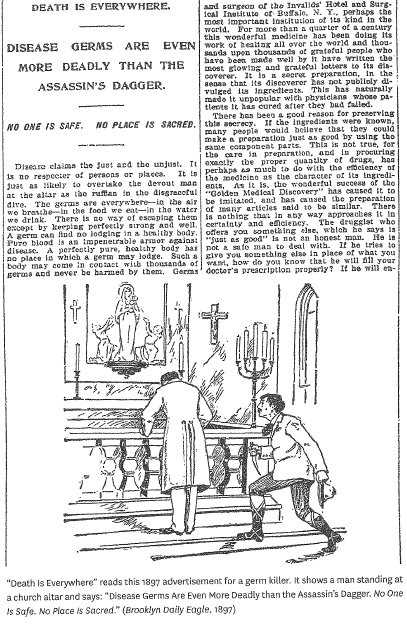 DEATH IS EVERYWHERE.
DISEASE GERMS ARE EVEN
MORE DEADLY THAN THE
ASSASSIN'S DAGGER.
NO ONE IS SAFE. NO PLACE IS SACRED.
Disease claims the just and the unjust. It
is no respecter of persons or places. It is
just as likely to overtake the devout man
at the altar as the ruffian in the disgraceful
dive. The germs are everywhere—in the air
we breathe—in the food we eat—in the water
we drink. There is no way of escaping them
except by keeping perfectly strong and well.
A germ can find no lodging in a healthy body.
Pure blood is an impenetrable armor against
disease. A perfectly pure, healthy body has
no place in which a germ may lodge. Such a
body may come in contact with thousands of
germs and never be harmed by them. Germs
and surgeon of the Invalids' Hotel and Surg-
ical Institute of Buffalo, N. Y., perhaps the
most important institution of its kind in the
world. For more than a quarter of a century
this wonderful medicine has been doing its
work of healing all over the world and thou-
sands upon thousands of grateful people who
have been made well by it have written the
most glowing and grateful letters to its dis-
coverer. It is a secret preparation, in the
sense that its discoverer has not publicly di-
vulged its ingredients. This has naturally
made it unpopular with physicians whose pa-
tients it has cured after they had failed.
There has been a good reason for preserving
this secrecy. If the ingredients were known,
many people would believe that they could
make a preparation just as good by using the
same component parts. This is not true, for
the care in preparation, and in procuring
exactly the proper quantity of drugs, has
perhaps as much to do with the efficiency of
the medicine as the character of its ingredi-
ents. As it is, the wonderful success of the
"Golden Medical Discovery" has caused it to
be imitated, and has caused the preparation
of many articles said to be similar. There
is nothing that in any way approaches it in
certainty and efficiency. The druggist who
offers you something else, which he says is
"just as good" is not an honest man. He is
not a safe man to deal with. If he tries to
give you something else in place of what you
want, how do you know that he will fill your
doctor's prescription properly? If he will en-
"Death Is Everywhere" reads this 1897 advertisement for a germ killer. It shows a man standing at
a church altar and says: "Disease Germs Are Even More Deadly than the Assassin's Dagger. No One
Is Safe. No Place Is Sacred." (Brooklyn Daily Eagle, 1897)